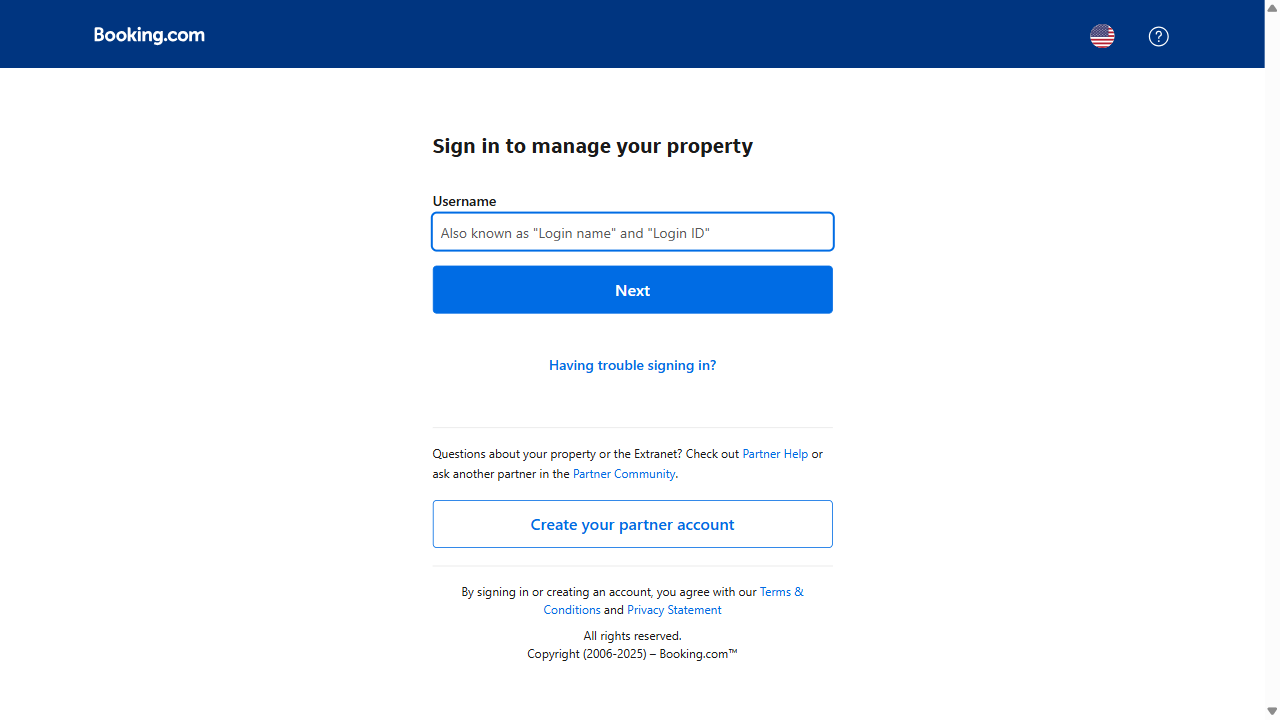 Booking.com
Sign in to manage your property
Username
Also known as "Login name" and "Login ID"
Next
Having trouble signing in?
Questions about your property or the Extranet? Check out Partner Help or
ask another partner in the Partner Community.
Create your partner account
By signing in or creating an account, you agree with our Terms &
Conditions and Privacy Statement
All rights reserved.
Copyright (2006-2025) – Booking.com™